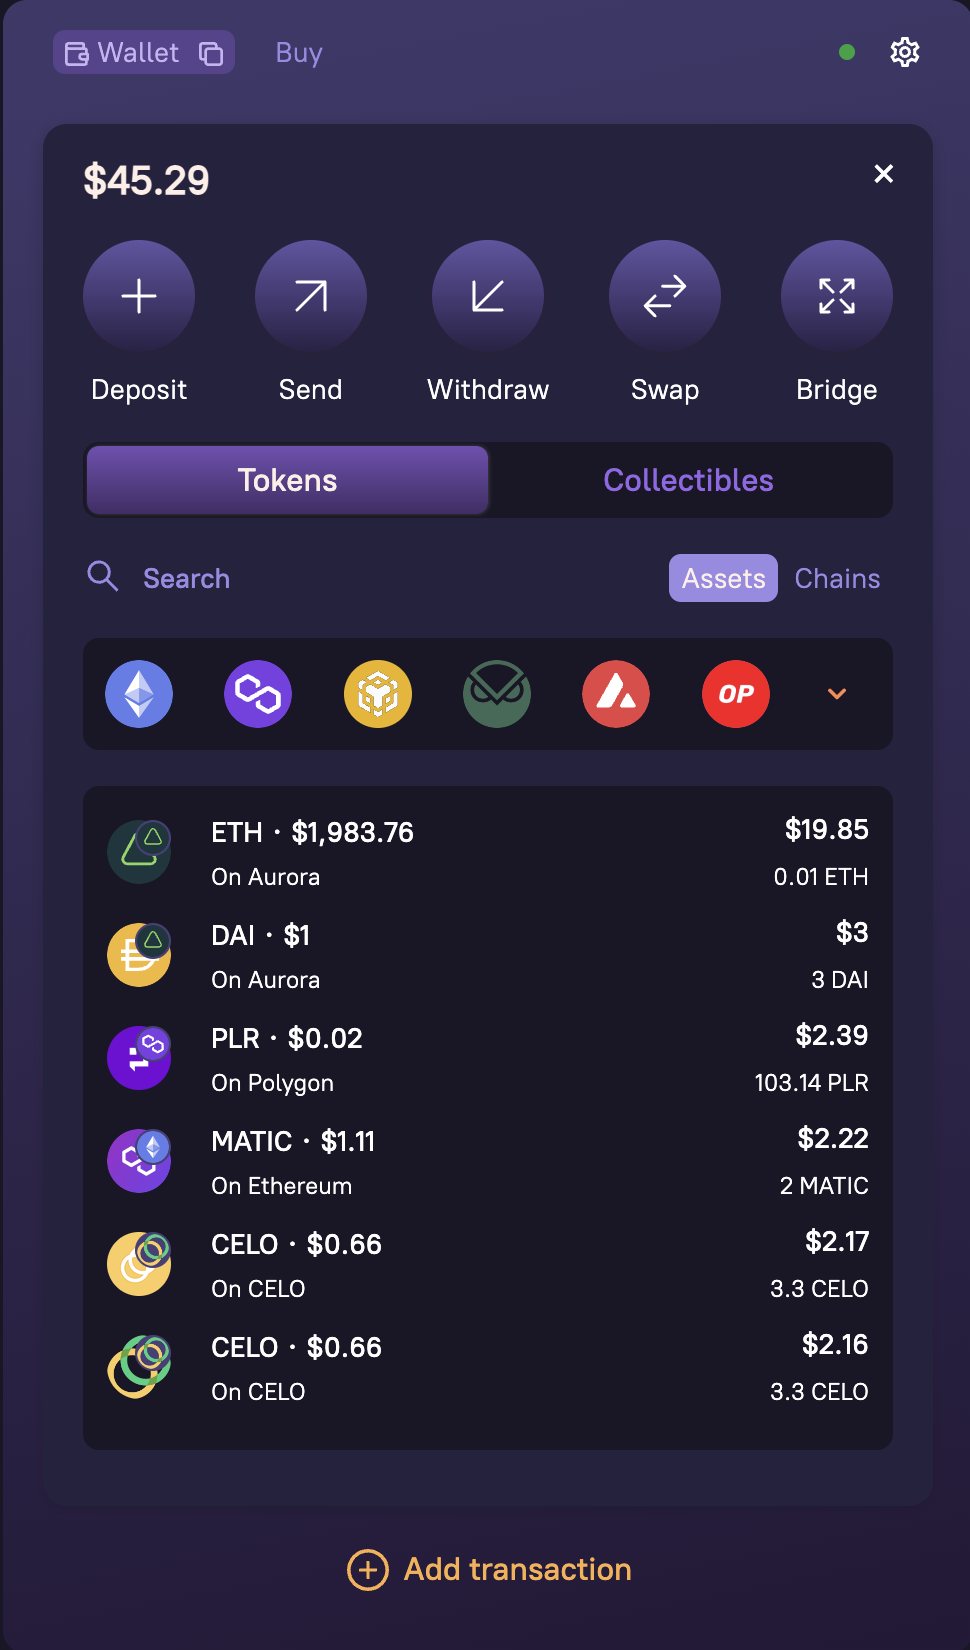 Wallet Buy
$45.29
Deposit Send Withdraw Swap Bridge
Tokens Collectibles
Search Assets Chains
OP
ETH · $1,983.76 $19.85
On Aurora 0.01 ETH
DAI · $1 $3
On Aurora 3 DAI
PLR · $0.02 $2.39
On Polygon 103.14 PLR
MATIC · $1.11 $2.22
On Ethereum 2 MATIC
CELO · $0.66 $2.17
On CELO 3.3 CELO
CELO · $0.66 $2.16
On CELO 3.3 CELO
Add transaction